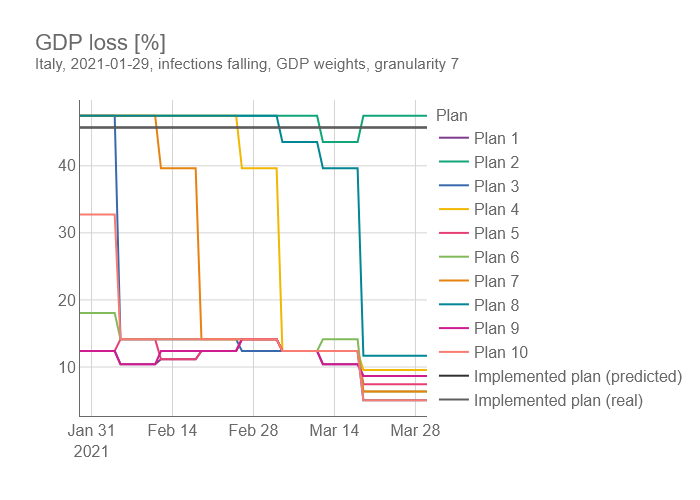 GDP loss [%]
Italy, 2021-01-29, infections falling, GDP weights, granularity 7
Plan
Plan 1
Plan 2
Plan 3
Plan 4
Plan 5
Plan 6
Plan 7
Plan 8
Plan 9
Plan 10
Implemented plan (predicted)
Implemented plan (real)
40
30
20
10
Jan 31 Feb 14 Feb 28 Mar 14 Mar 28
2021